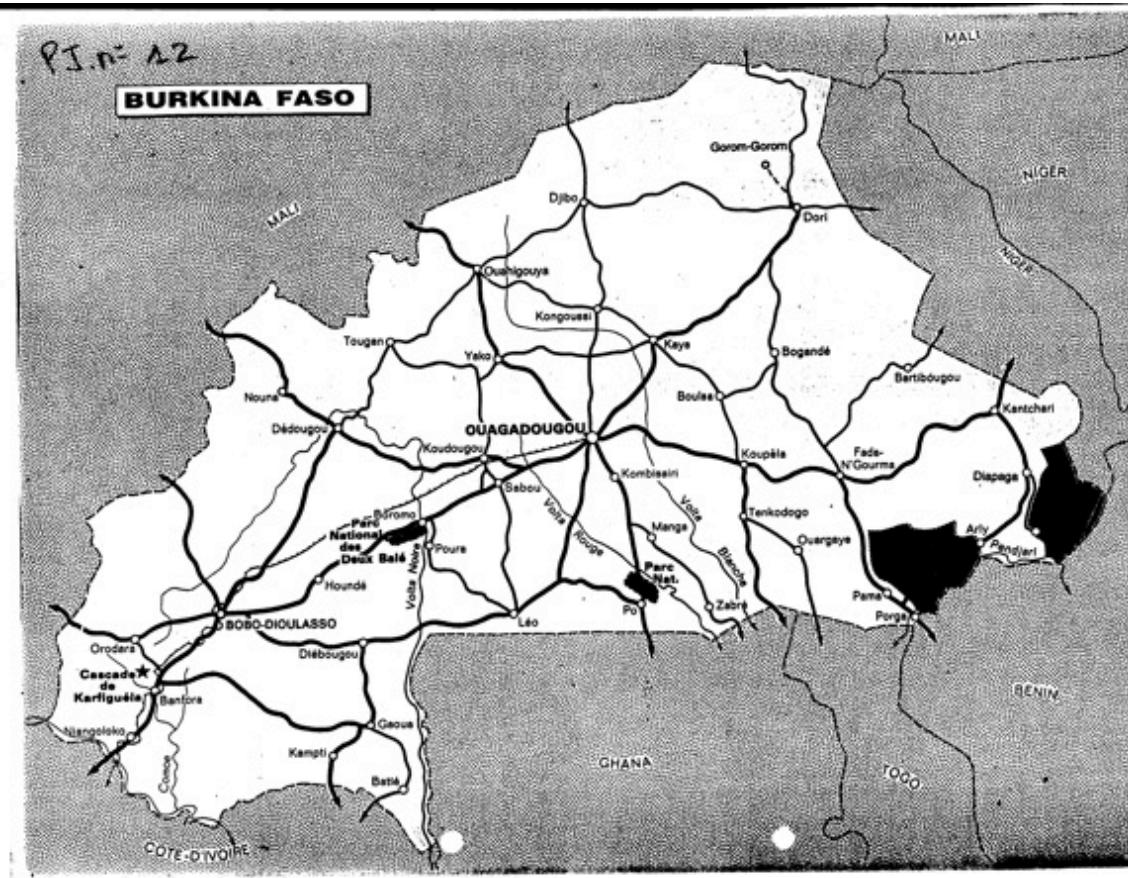 PJ. n° 12
BURKINA FASO
MALI
NIGER
NIGER
MALI
Gorom-Gorom
Djibo
Dori
Ouahigouya
Kongoussi
Tougan
Yako
Kaya
Bogandé
Bartibougou
Nouna
Boulsa
Kantchari
Dédougou
OUAGADOUGOU
Koudougou
Koupèla
Fada-
N'Gourma
Kombissiri
Diapaga
Sabou
Boromo
Parc
National
des
Deux Balé
Volta Noire
Poura
Volta
Rouge
Manga
Volta
Blanche
Tenkodogo
Ouargaye
Arly
Pendjari
Houndé
Parc
Nat.
Pama
Porga
Po
Zabré
Léo
BOBO-DIOULASSO
Orodara
Diébougou
Cascade
de
Karfiguéla
Banfora
Niangoloko
Gaoua
Kampti
Batié
Comoe
BENIN
GHANA
TOGO
COTE-D'IVOIRE